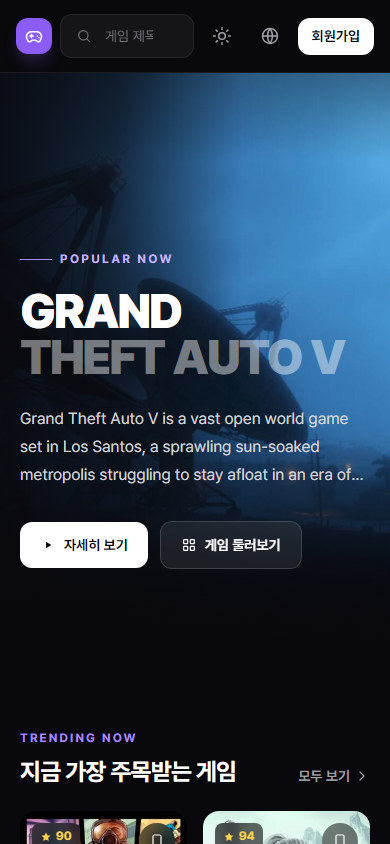 게임 제목
회원가입
POPULAR NOW
GRAND
THEFT AUTO V
Grand Theft Auto V is a vast open world game
set in Los Santos, a sprawling sun-soaked
metropolis struggling to stay afloat in an era of...
자세히 보기
게임 둘러보기
TRENDING NOW
지금 가장 주목받는 게임
모두 보기
90
94